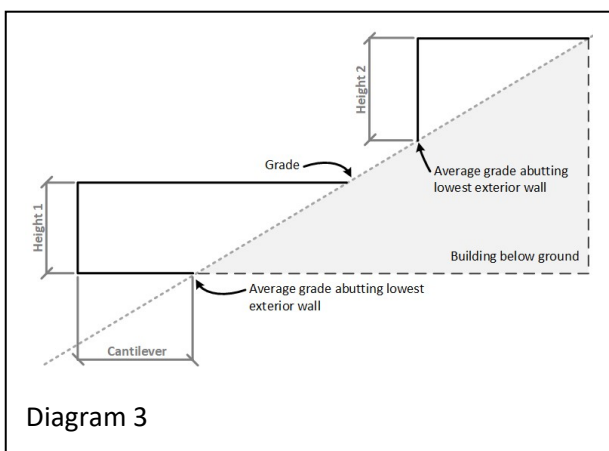 Height 2
Grade
Average grade abutting
lowest exterior wall
Height 1
Building below ground
Average grade abutting lowest
exterior wall
Cantilever
Diagram 3